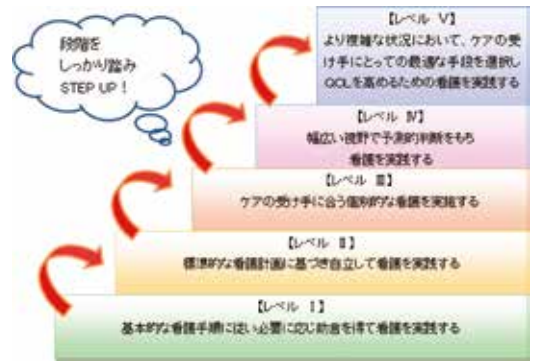 段階を
しっかり踏み
STEP UP！
【レベル Ⅴ】
より複雑な状況において、ケアの受
け手にとっての最適な手段を選択し
QOLを高めるための看護を実践する
【レベル Ⅳ】
幅広い視野で予測的判断をもち
看護を実践する
【レベル Ⅲ】
ケアの受け手に合う個別的な看護を実践する
【レベル Ⅱ】
標準的な看護計画に基づき自立して看護を実践する
【レベル Ⅰ】
基本的な看護手順に従い必要に応じ助言を得て看護を実践する